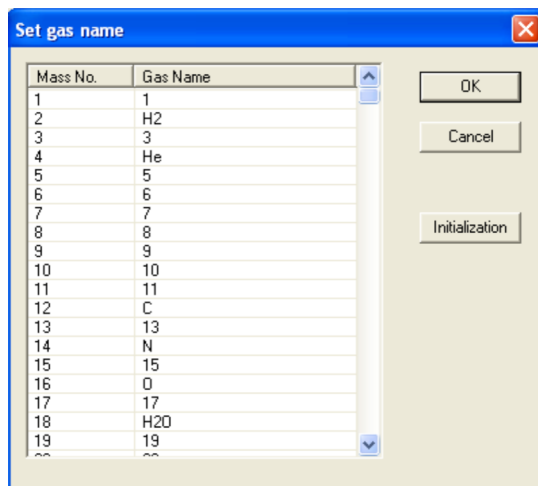 Set gas name
Mass No. Gas Name
OK
1 1
2 H2
3 3
Cancel
4 He
5 5
6 6
7 7
8 8
Initialization
9 9
10 10
11 11
12 C
13 13
14 N
15 15
16 O
17 17
18 H2O
19 19